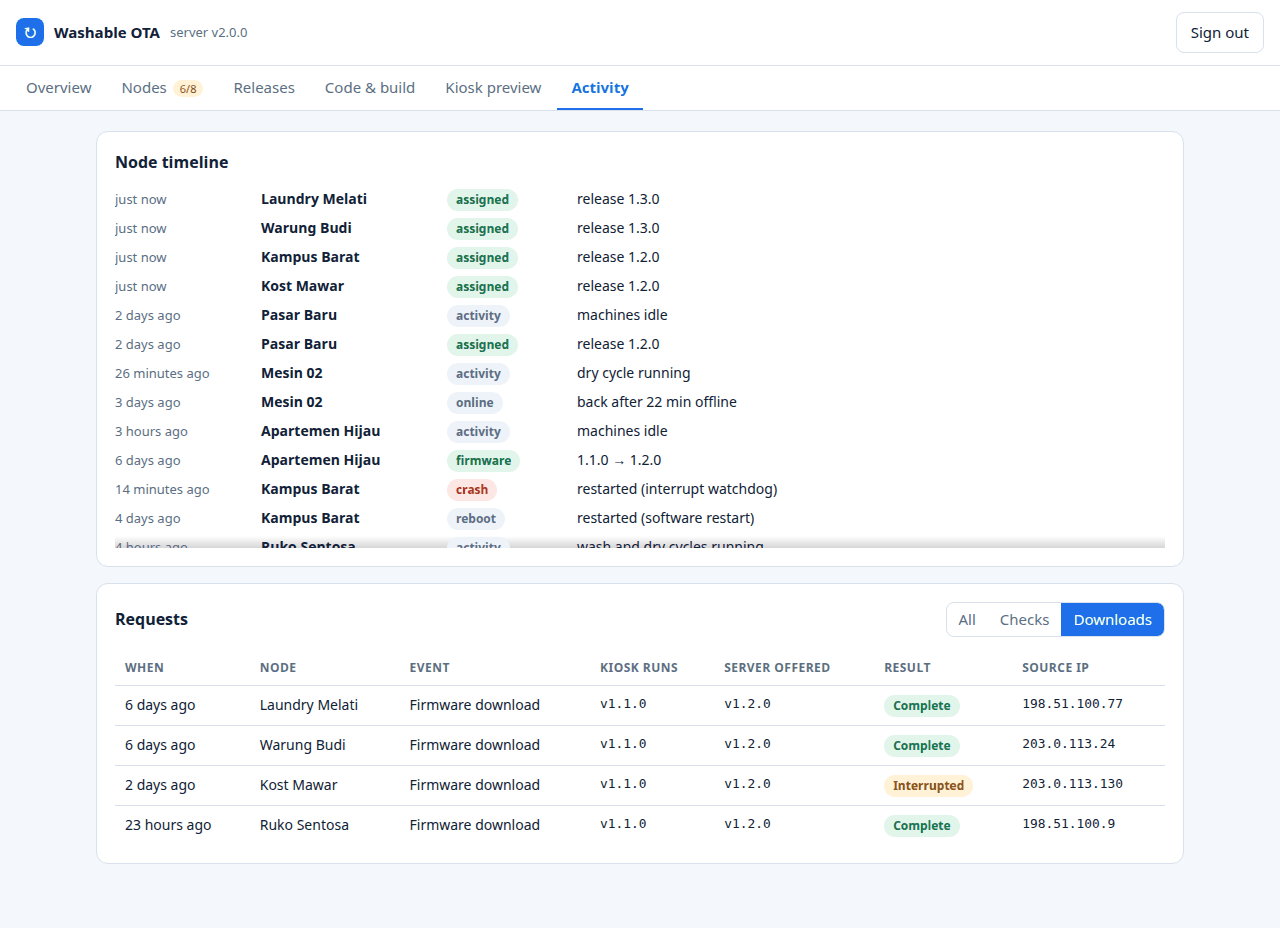 ↻ Washable OTA server v2.0.0 Sign out
Overview Nodes 6/8 Releases Code & build Kiosk preview Activity
Node timeline
just now Laundry Melati assigned release 1.3.0
just now Warung Budi assigned release 1.3.0
just now Kampus Barat assigned release 1.2.0
just now Kost Mawar assigned release 1.2.0
2 days ago Pasar Baru activity machines idle
2 days ago Pasar Baru assigned release 1.2.0
26 minutes ago Mesin 02 activity dry cycle running
3 days ago Mesin 02 online back after 22 min offline
3 hours ago Apartemen Hijau activity machines idle
6 days ago Apartemen Hijau firmware 1.1.0 → 1.2.0
14 minutes ago Kampus Barat crash restarted (interrupt watchdog)
4 days ago Kampus Barat reboot restarted (software restart)
4 hours ago Ruko Sentosa activity wash and dry cycles running
Requests All Checks Downloads
WHEN NODE EVENT KIOSK RUNS SERVER OFFERED RESULT SOURCE IP
6 days ago Laundry Melati Firmware download v1.1.0 v1.2.0 Complete 198.51.100.77
6 days ago Warung Budi Firmware download v1.1.0 v1.2.0 Complete 203.0.113.24
2 days ago Kost Mawar Firmware download v1.1.0 v1.2.0 Interrupted 203.0.113.130
23 hours ago Ruko Sentosa Firmware download v1.1.0 v1.2.0 Complete 198.51.100.9